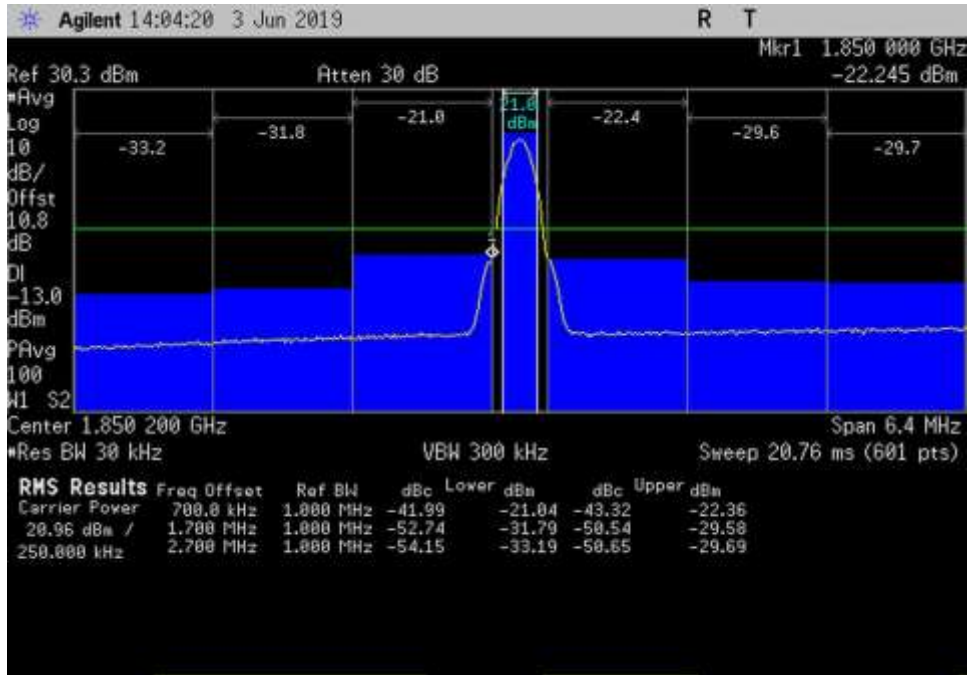 Agilent 14:04:20 3 Jun 2019 R T
Mkr1 1.850 000 GHz
Ref 30.3 dBm Atten 30 dB -22.245 dBm
#Avg
Log
10
dB/
Offst
10.8
dB
DI
-13.0
dBm
PAvg
100
W1 S2
-33.2 -31.8 -21.0 21.0 dBm -22.4 -29.6 -29.7
1
Center 1.850 200 GHz Span 6.4 MHz
#Res BW 30 kHz VBW 300 kHz Sweep 20.76 ms (601 pts)
RMS Results Freq Offset Ref BW dBc Lower dBm dBc Upper dBm
Carrier Power 700.0 kHz 1.000 MHz -41.99 -21.04 -43.32 -22.36
20.96 dBm / 1.700 MHz 1.000 MHz -52.74 -31.79 -50.54 -29.58
250.000 kHz 2.700 MHz 1.000 MHz -54.15 -33.19 -50.65 -29.69